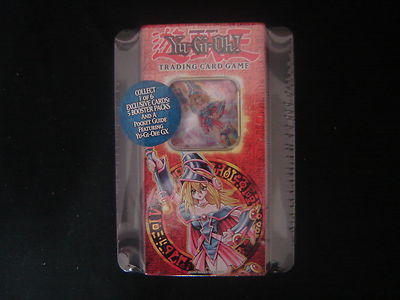 Yu-Gi-Oh!
TRADING CARD GAME
COLLECT
1 OF 6
EXCLUSIVE CARDS!
5 BOOSTER PACKS
AND A
POCKET GUIDE
FEATURING
YU-GI-OH! GX